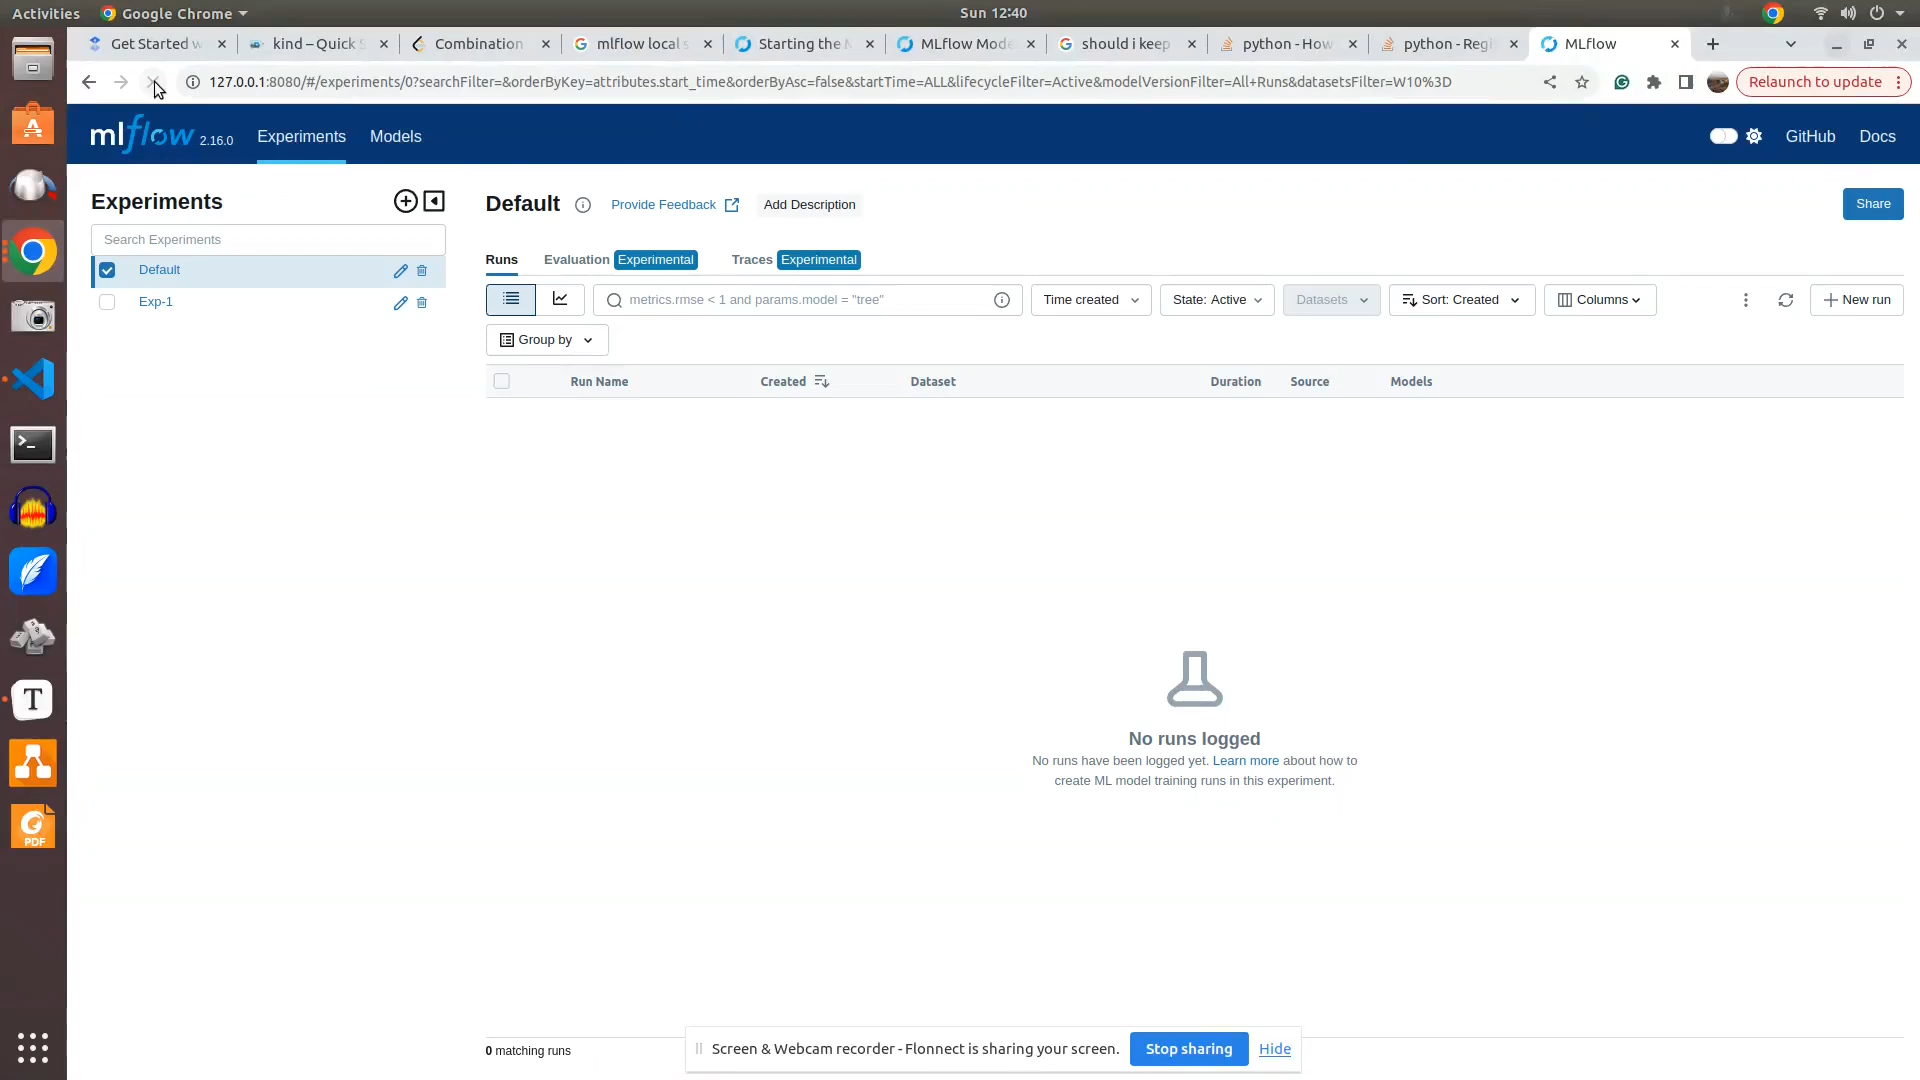 Activities
Google Chrome
Sun 12:40
Get Started w
kind – Quick S
Combination
mlflow local s
Starting the M
MLflow Mode
should i keep
python - How
python - Regi
MLflow
127.0.0.1:8080/#/experiments/0?searchFilter=&orderByKey=attributes.start_time&orderByAsc=false&startTime=ALL&lifecycleFilter=Active&modelVersionFilter=All+Runs&datasetsFilter=W10%3D
Relaunch to update
mlflow 2.16.0
Experiments
Models
GitHub
Docs
Experiments
Search Experiments
Default
Exp-1
Default
Provide Feedback
Add Description
Share
Runs
Evaluation Experimental
Traces Experimental
metrics.rmse < 1 and params.model = "tree"
Time created
State: Active
Datasets
Sort: Created
Columns
New run
Group by
Run Name
Created
Dataset
Duration
Source
Models
No runs logged
No runs have been logged yet. Learn more about how to
create ML model training runs in this experiment.
0 matching runs
Screen & Webcam recorder - Flonnect is sharing your screen.
Stop sharing
Hide
T
PDF